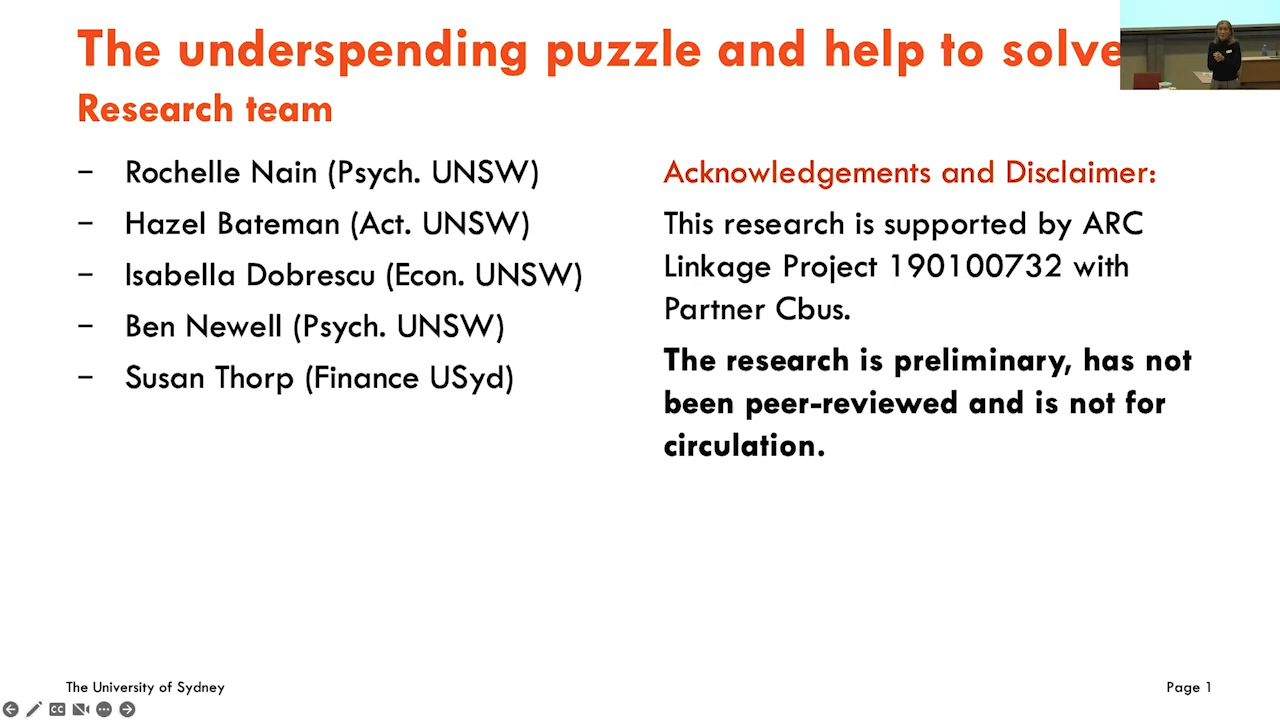 The underspending puzzle and help to solve
Research team
− Rochelle Nain (Psych. UNSW)
− Hazel Bateman (Act. UNSW)
− Isabella Dobrescu (Econ. UNSW)
− Ben Newell (Psych. UNSW)
− Susan Thorp (Finance USyd)
Acknowledgements and Disclaimer:
This research is supported by ARC
Linkage Project 190100732 with
Partner Cbus.
The research is preliminary, has not
been peer-reviewed and is not for
circulation.
The University of Sydney
Page 1
CC